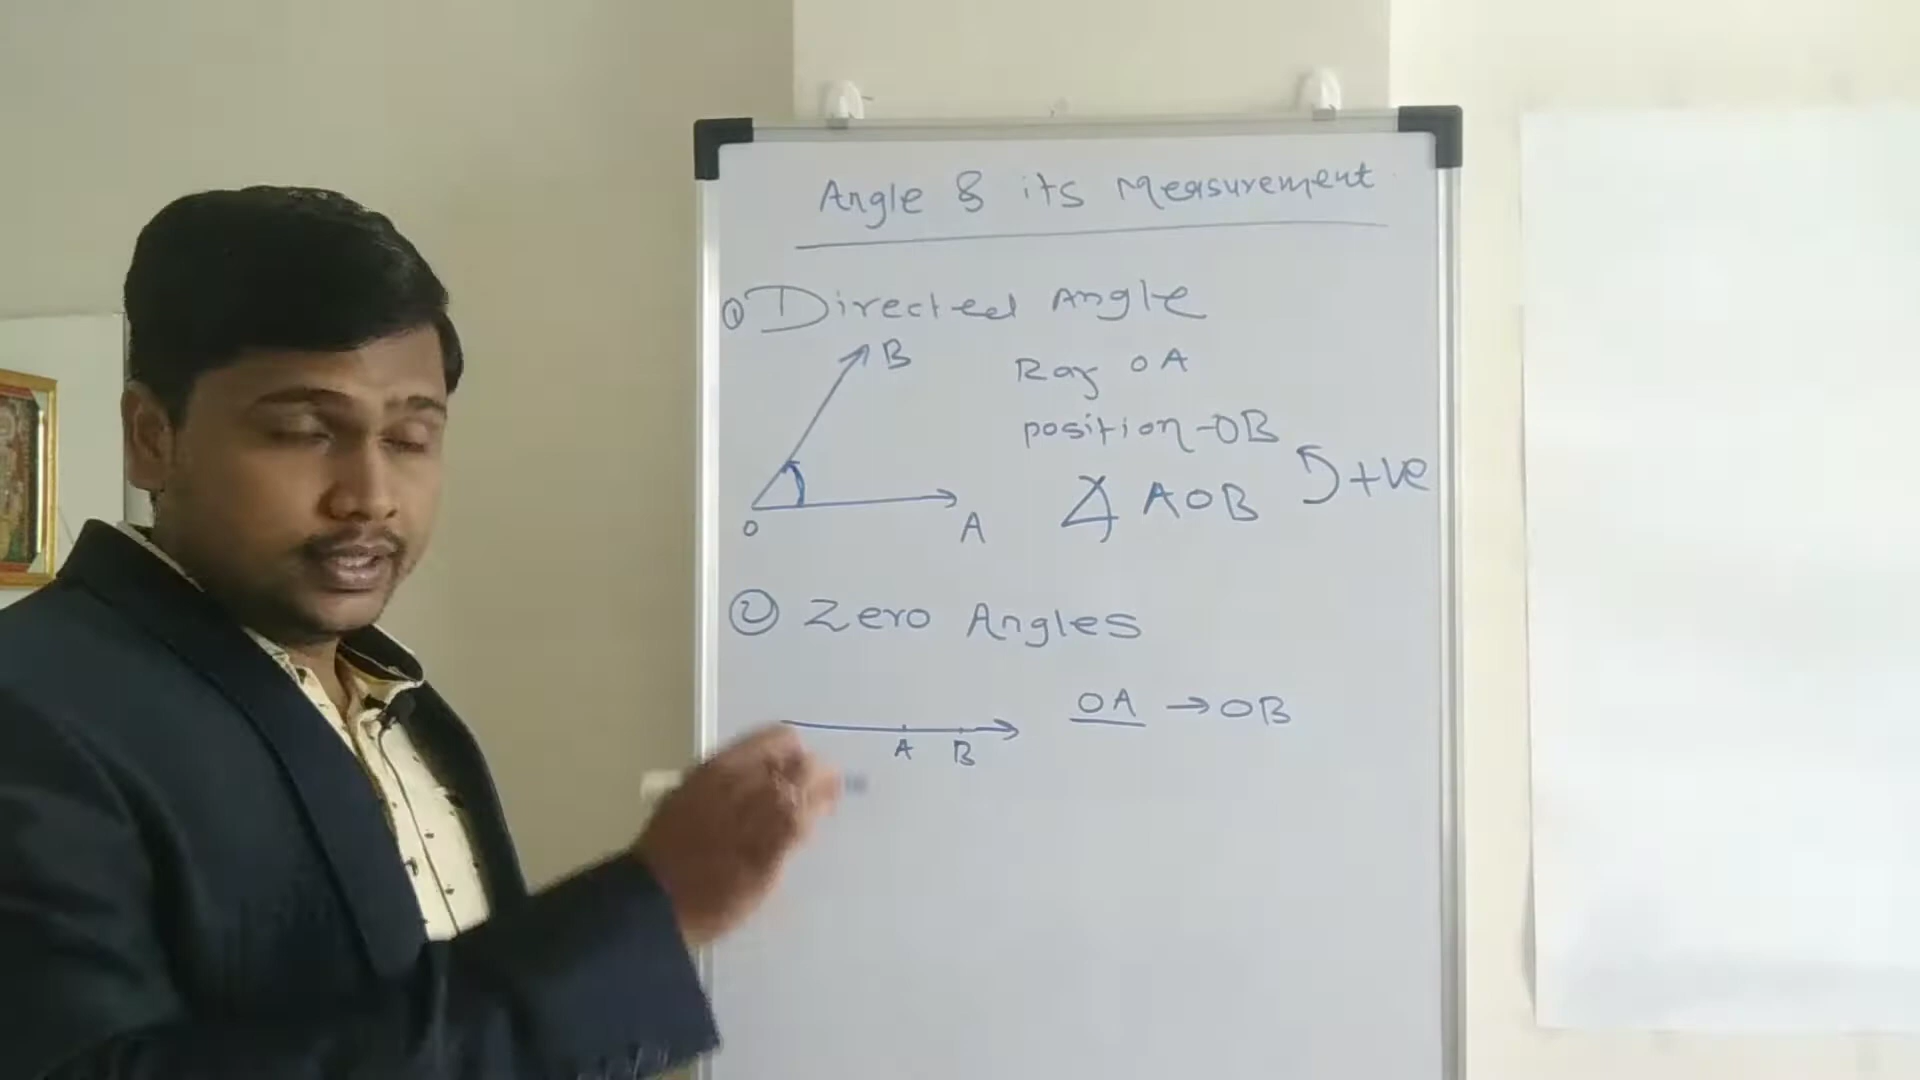 Angle & its Measurement
① Directed Angle
B
Ray OA
position-OB
∡ AOB +ve
O
A
② Zero Angles
OA → OB
A B